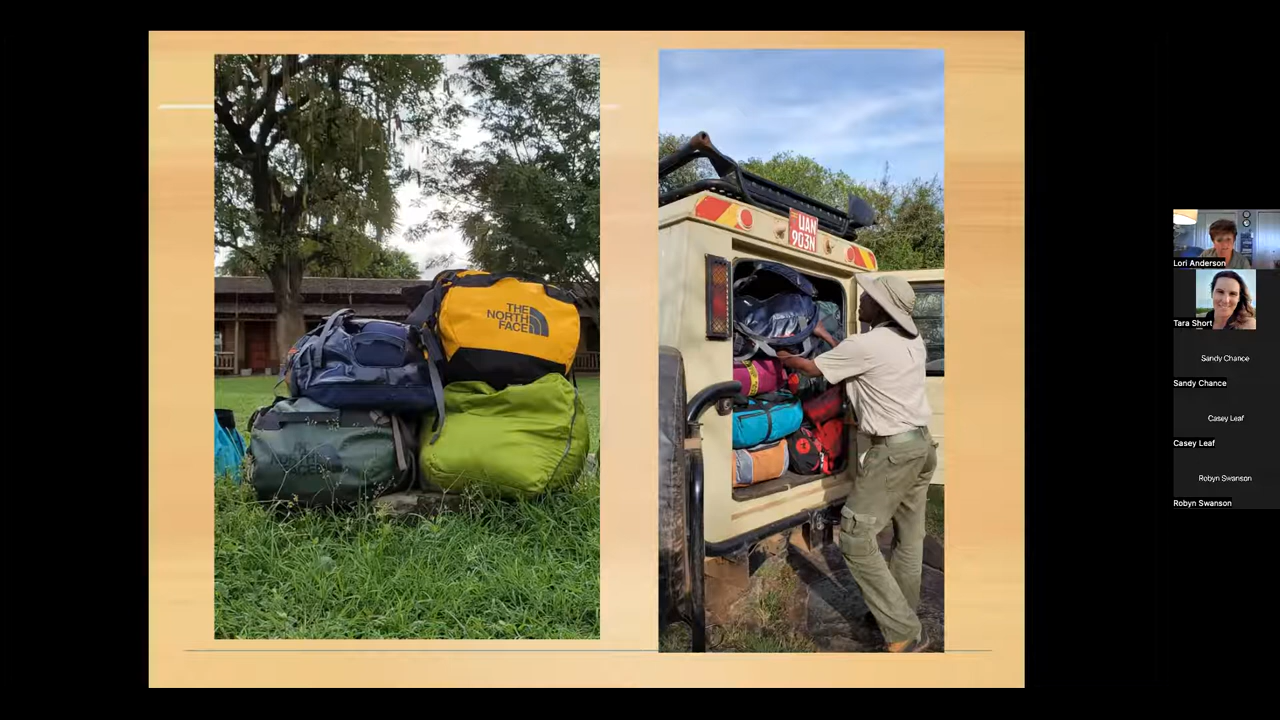 THE
NORTH
FACE
UAN
903N
Lori Anderson
Tara Short
Sandy Chance
Sandy Chance
Casey Leaf
Casey Leaf
Robyn Swanson
Robyn Swanson